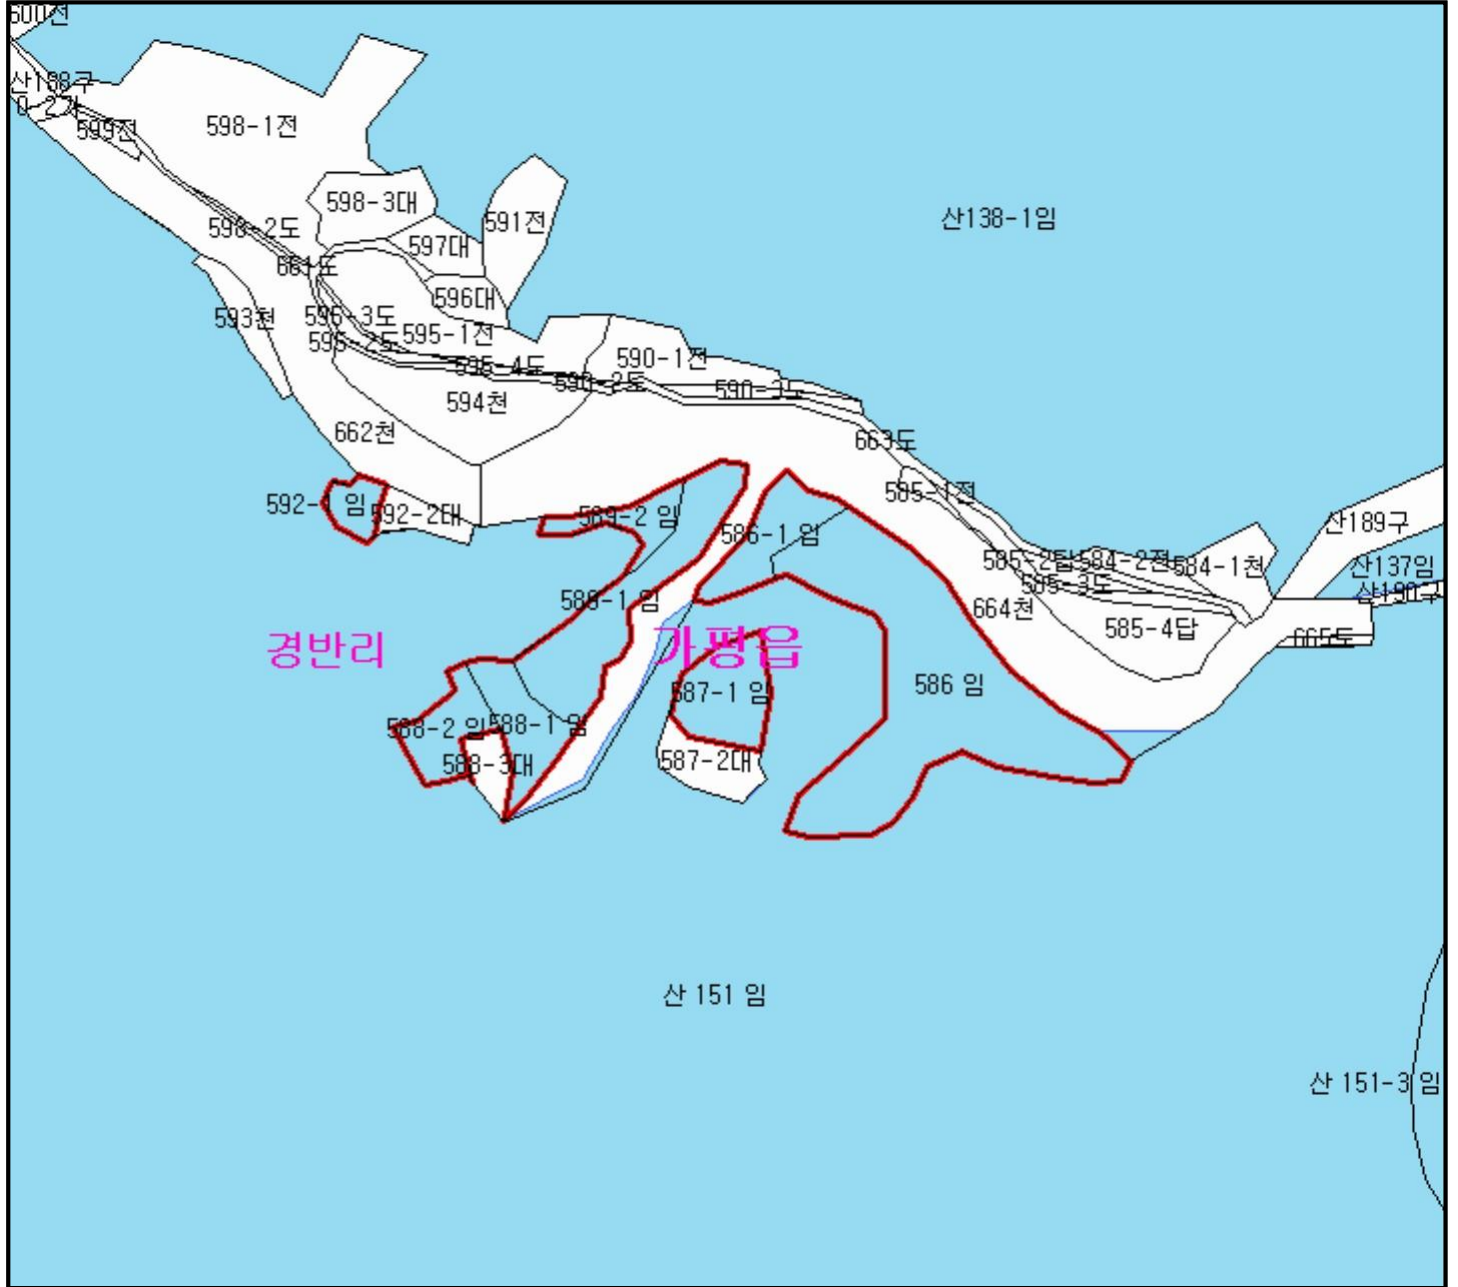 600전
산188구
599전
598-1전
598-3대
591전
산138-1임
598-2도
597대
661도
596대
593천
595-3도
595-1전
595-2도
595-4도
590-1전
590-2도
590-3도
594천
662천
663도
585-1전
592-1 임
592-2대
589-2 임
586-1 임
산189구
585-2답
584-2전
584-1천
산137임
585-3도
산190구
664천
585-4답
665도
경반리
가평읍
587-1 임
586 임
588-2 임
588-1 임
588-3대
587-2대
산 151 임
산 151-3 임